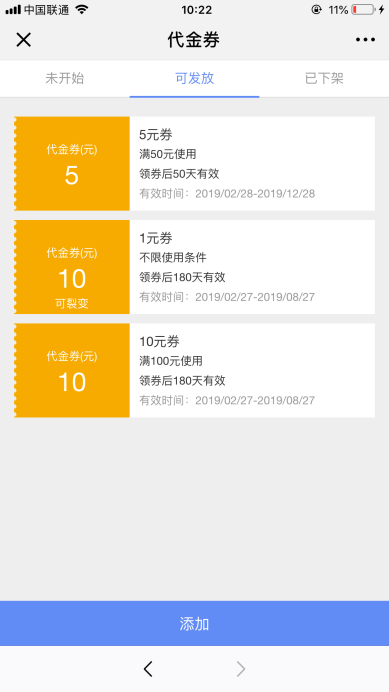 中国联通
10:22
11%
代金券
未开始
可发放
已下架
代金券(元)
5
5元券
满50元使用
领券后50天有效
有效时间：2019/02/28-2019/12/28
代金券(元)
10
可裂变
1元券
不限使用条件
领券后180天有效
有效时间：2019/02/27-2019/08/27
代金券(元)
10
10元券
满100元使用
领券后180天有效
有效时间：2019/02/27-2019/08/27
添加